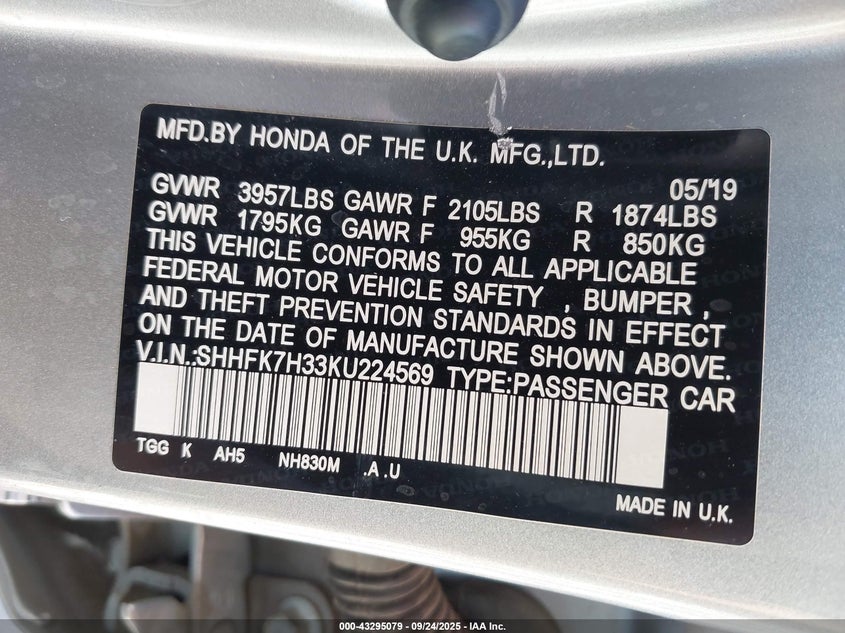 MFD.BY HONDA OF THE U.K. MFG.,LTD.
05/'19
GVWR 3957LBS GAWR F 2105LBS R 1874LBS
GVWR 1795KG GAWR F 955KG R 850KG
THIS VEHICLE CONFORMS TO ALL APPLICABLE
FEDERAL MOTOR VEHICLE SAFETY , BUMPER ,
AND THEFT PREVENTION STANDARDS IN EFFECT
ON THE DATE OF MANUFACTURE SHOWN ABOVE.
V.I.N.:SHHFK7H33KU224569 TYPE:PASSENGER CAR
TGG K AH5 NH830M .A .U
MADE IN U.K.
000-43295079 - 09/24/2025 - IAA Inc.